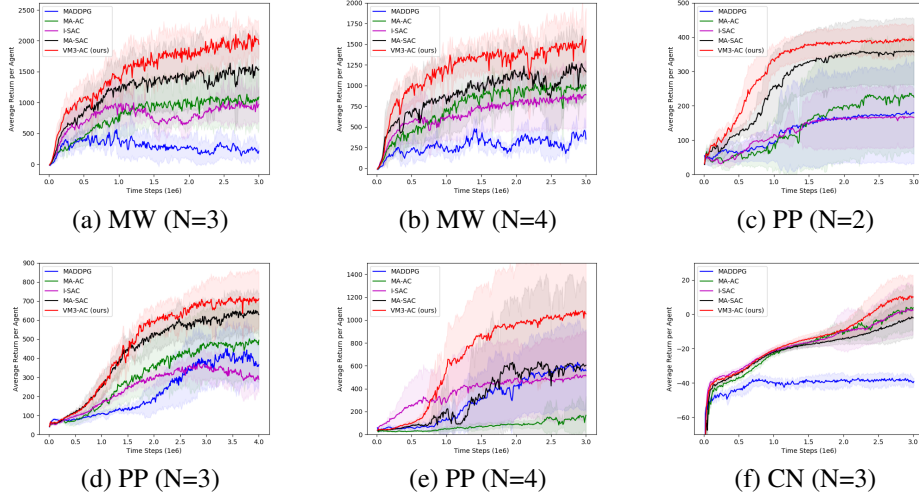 MADDPG
MA-AC
I-SAC
MA-SAC
VM3-AC (ours)
Average Return per Agent
2000
1500
1000
500
0
0.0 0.5 1.0 1.5 2.0 2.5 3.0
Time Steps (1e6)
(a) MW (N=3)
MADDPG
MA-AC
I-SAC
MA-SAC
VM3-AC (ours)
Average Return per Agent
2000
1750
1500
1250
1000
750
500
250
0
0.0 0.5 1.0 1.5 2.0 2.5 3.0
Time Steps (1e6)
(b) MW (N=4)
MADDPG
MA-AC
I-SAC
MA-SAC
VM3-AC (ours)
Average Return per Agent
500
400
300
200
100
0
0.0 0.5 1.0 1.5 2.0 2.5 3.0
Time Steps (1e6)
(c) PP (N=2)
MADDPG
MA-AC
I-SAC
MA-SAC
VM3-AC (ours)
Average Return per Agent
900
800
700
600
500
400
300
200
100
0
0.0 0.5 1.0 1.5 2.0 2.5 3.0 3.5 4.0
Time Steps (1e6)
(d) PP (N=3)
MADDPG
MA-AC
I-SAC
MA-SAC
VM3-AC (ours)
Average Return per Agent
1400
1200
1000
800
600
400
200
0
0.0 0.5 1.0 1.5 2.0 2.5 3.0
Time Steps (1e6)
(e) PP (N=4)
MADDPG
MA-AC
I-SAC
MA-SAC
VM3-AC (ours)
Average Return per Agent
20
0
−20
−40
−60
0.0 0.5 1.0 1.5 2.0 2.5 3.0
Time Steps (1e6)
(f) CN (N=3)